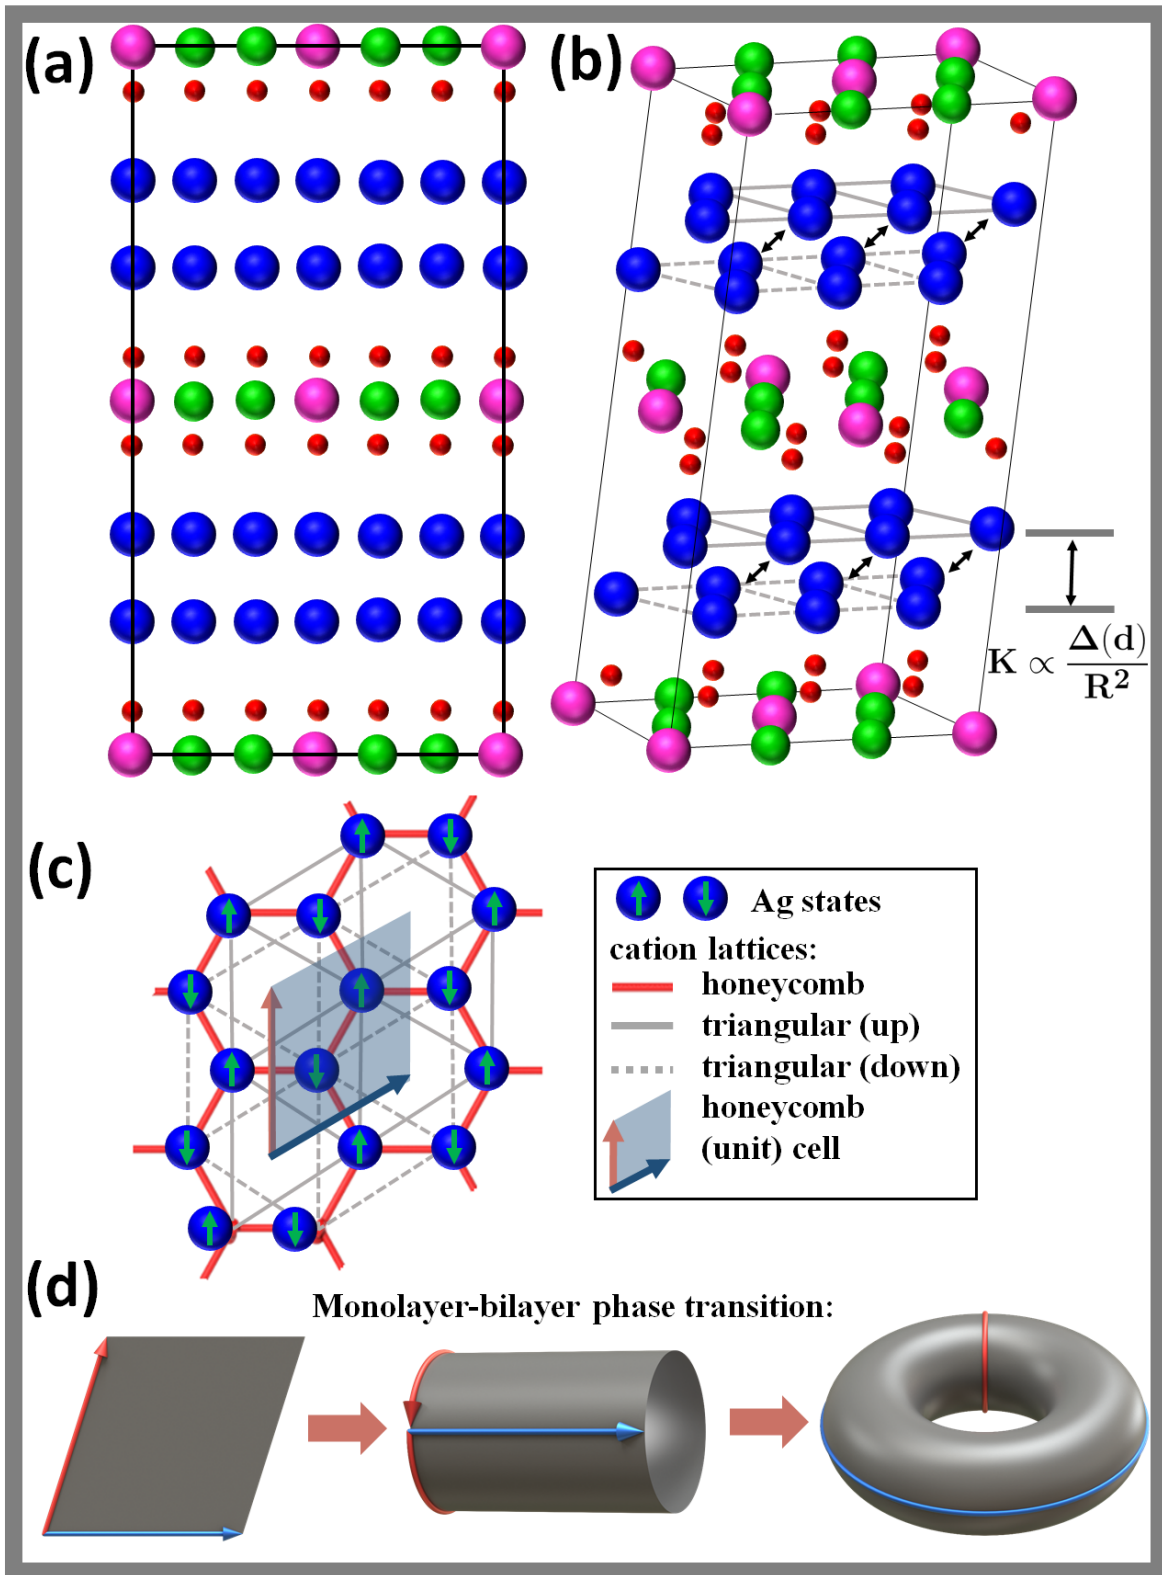 (a)
(b)
K ∝ Δ(d)/R²
(c)
Ag states
cation lattices:
honeycomb
triangular (up)
triangular (down)
honeycomb
(unit) cell
(d)
Monolayer-bilayer phase transition: